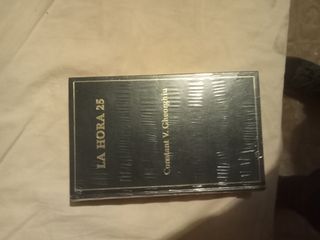 LA HORA 25
Constant V. Gheorghiu